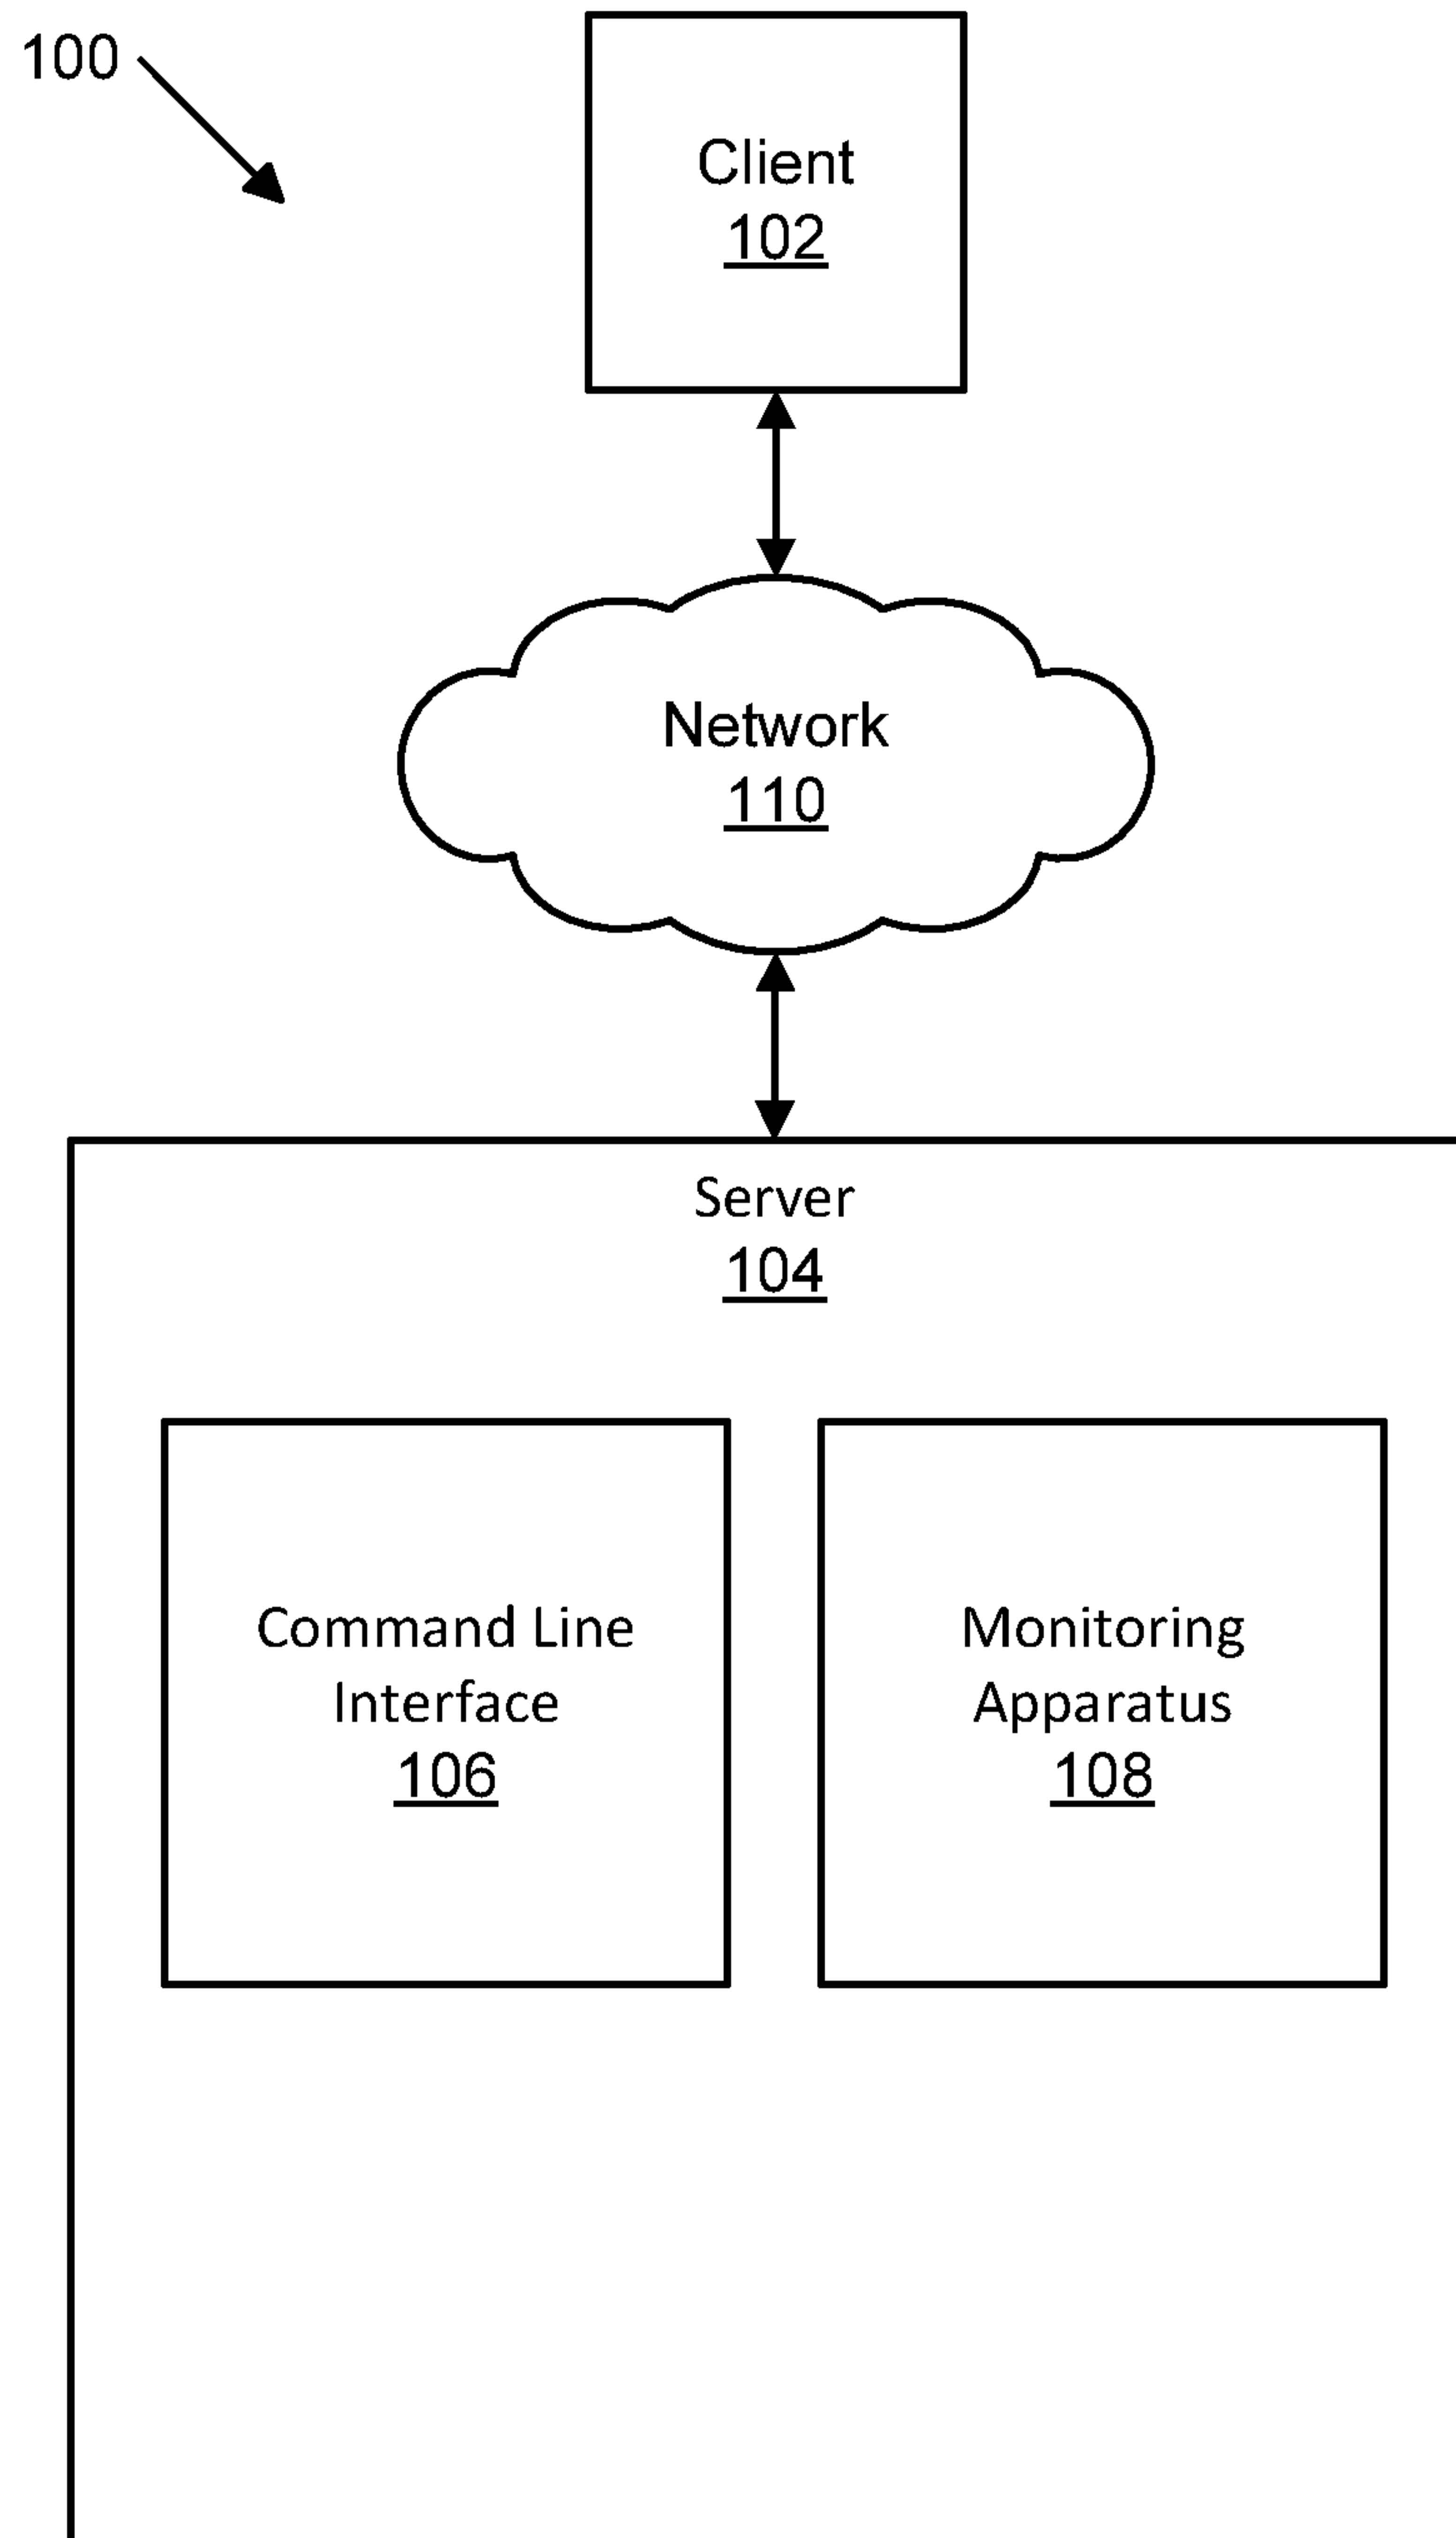 100
Client
102
Network
110
Server
104
Command Line
Interface
106
Monitoring
Apparatus
108